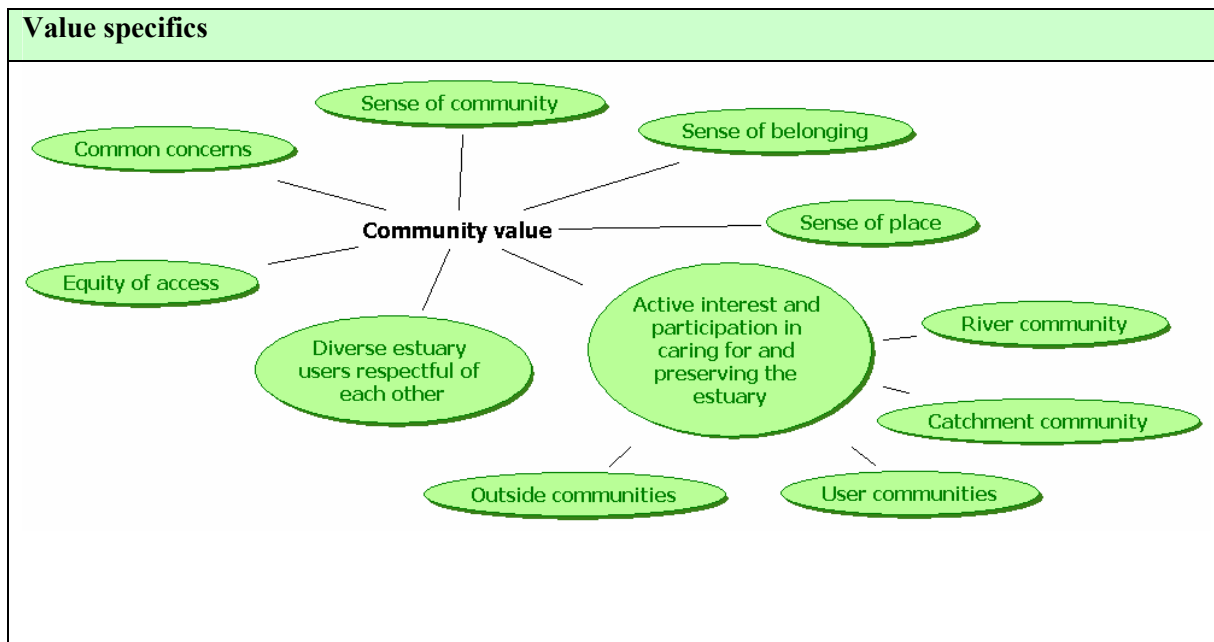 Value specifics
Sense of community
Sense of belonging
Common concerns
Sense of place
Community value
Equity of access
Active interest and
participation in
caring for and
preserving the
estuary
River community
Diverse estuary
users respectful of
each other
Catchment community
Outside communities
User communities